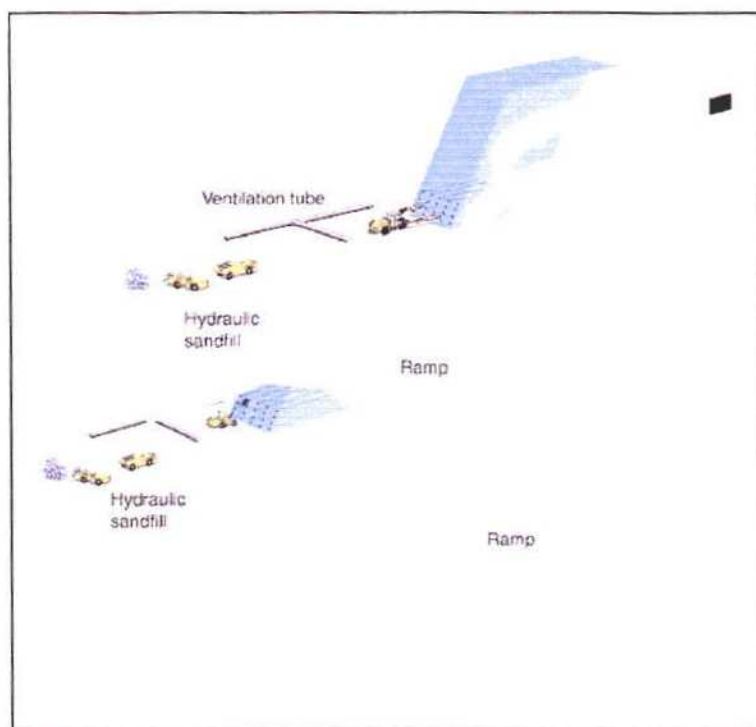 Ventilation tube
Hydraulic
sandfill
Ramp
Hydraulic
sandfill
Ramp